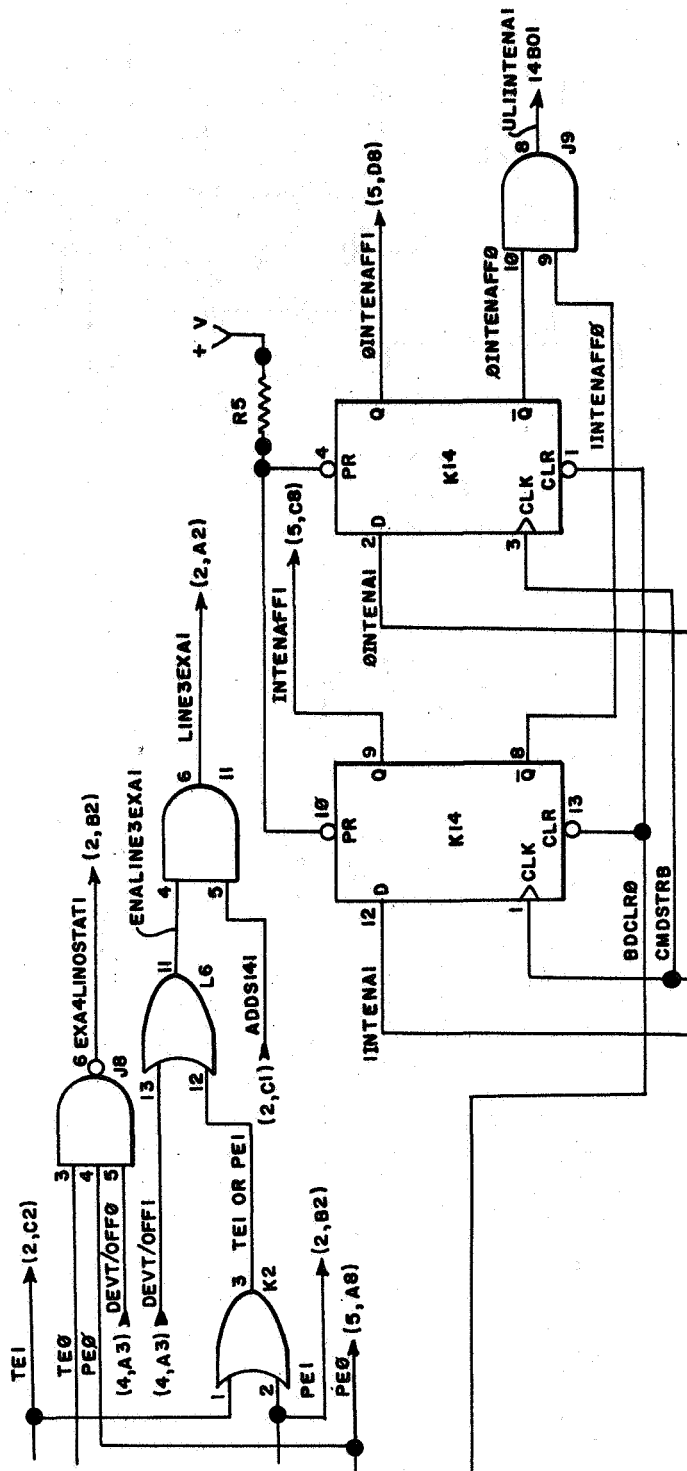 TE1
(2,C2)
TEØ
PEØ
3
4
5
J8
6
EXA4LINOSTAT1
(2,B2)
DEVT/OFFØ
(4,A3)
DEVT/OFF1
(4,A3)
13
12
11
L6
ENALINE3EXA1
4
5
6
11
LINE3EXA1
(2,A2)
ADDS141
(2,C1)
1
2
3
K2
TE1 OR PE1
PE1
(2,B2)
PEØ
(5,A8)
+ V
R5
INTENAFF1
(5,C8)
1INTENA1
12
D
1Ø
PR
9
Q
K14
8
Q̅
1
CLK
CLR
13
BDCLRØ
CMDSTRB
ØINTENA1
2
D
4
PR
Q
K14
Q̅
3
CLK
CLR
1
ØINTENAFF1
(5,D8)
ØINTENAFFØ
1INTENAFFØ
1Ø
9
8
J9
UL1IINTENA1
14BO1